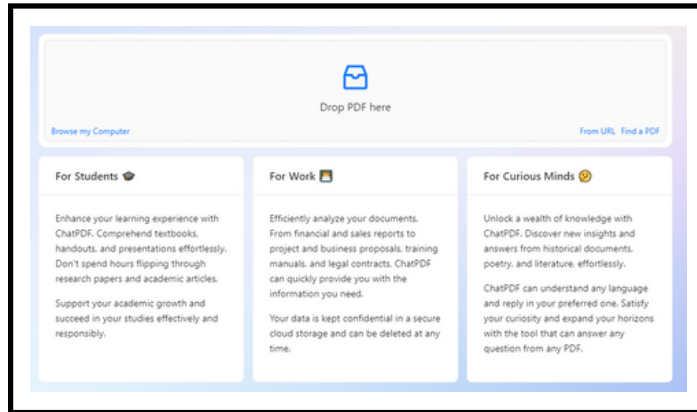 Drop PDF here
Browse my Computer
From URL Find a PDF
For Students 🎓
Enhance your learning experience with
ChatPDF. Comprehend textbooks,
handouts, and presentations effortlessly.
Don't spend hours flipping through
research papers and academic articles.
Support your academic growth and
succeed in your studies effectively and
responsibly.
For Work
Efficiently analyze your documents.
From financial and sales reports to
project and business proposals, training
manuals, and legal contracts, ChatPDF
can quickly provide you with the
information you need.
Your data is kept confidential in a secure
cloud storage and can be deleted at any
time.
For Curious Minds
Unlock a wealth of knowledge with
ChatPDF. Discover new insights and
answers from historical documents,
poetry, and literature, effortlessly.
ChatPDF can understand any language
and reply in your preferred one. Satisfy
your curiosity and expand your horizons
with the tool that can answer any
question from any PDF.